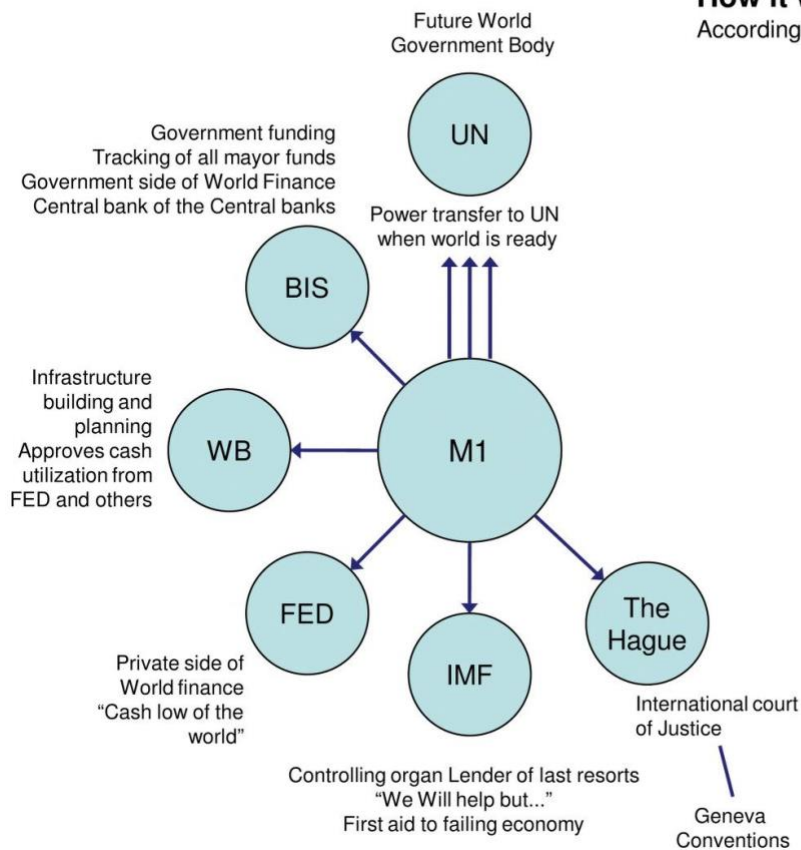 According
Future World
Government Body
UN
Government funding
Tracking of all mayor funds
Government side of World Finance
Central bank of the Central banks
Power transfer to UN
when world is ready
BIS
Infrastructure
building and
planning
Approves cash
utilization from
FED and others
WB
M1
FED
The
Hague
IMF
Private side of
World finance
“Cash low of the
world”
International court
of Justice
Controlling organ Lender of last resorts
“We Will help but...”
First aid to failing economy
Geneva
Conventions